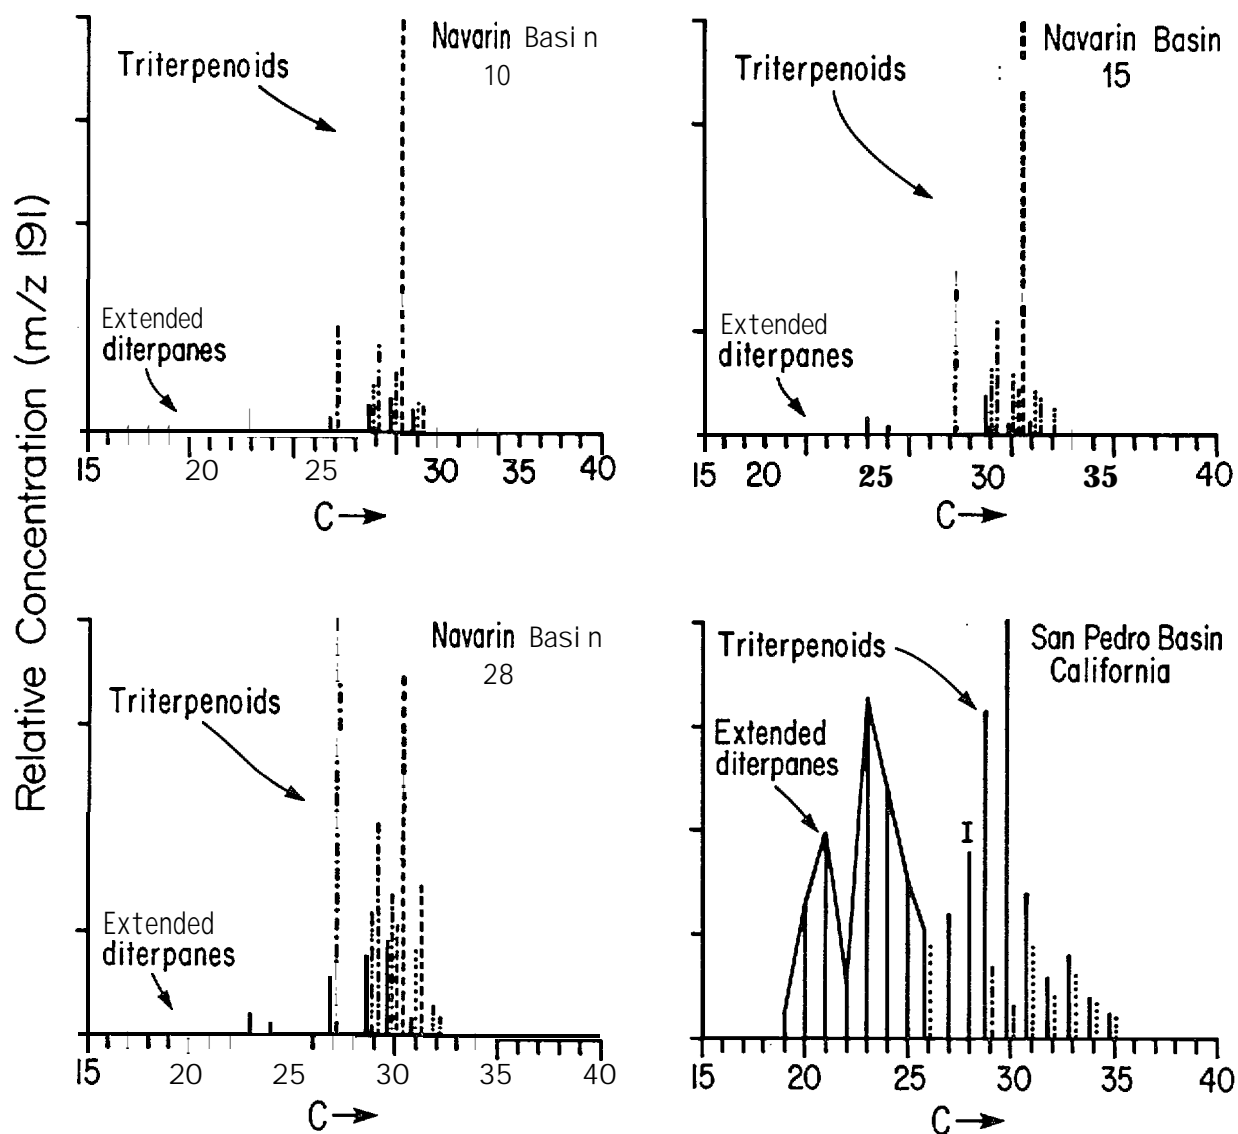 Relative Concentration (m/z 191)
Navarin Basin
10
Triterpenoids
Extended
diterpanes
15 20 25 30 35 40
C
Navarin Basin
15
Triterpenoids
Extended
diterpanes
15 20 25 30 35 40
C
Navarin Basin
28
Triterpenoids
Extended
diterpanes
15 20 25 30 35 40
C
San Pedro Basin
California
Triterpenoids
Extended
diterpanes
I
15 20 25 30 35 40
C